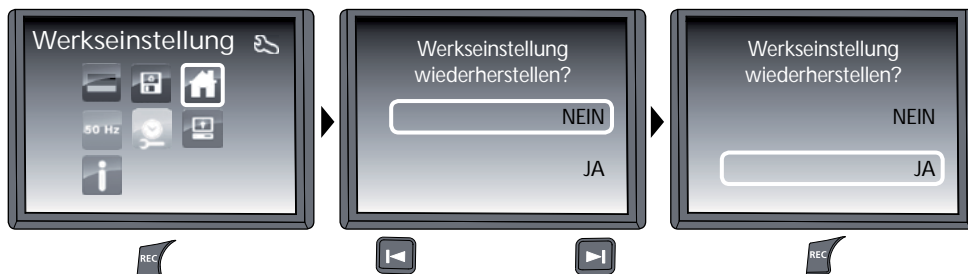 Werkseinstellung
50 Hz
i
REC
Werkseinstellung
wiederherstellen?
NEIN
JA
Werkseinstellung
wiederherstellen?
NEIN
JA
REC